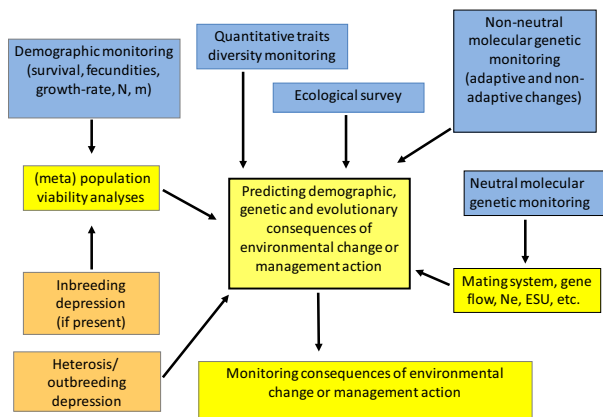 Demographic monitoring
(survival, fecundities,
growth-rate, N, m)
Quantitative traits
diversity monitoring
Ecological survey
Non-neutral
molecular genetic
monitoring
(adaptive and non-
adaptive changes)
(meta) population
viability analyses
Predicting demographic,
genetic and evolutionary
consequences of
environmental change or
management action
Neutral molecular
genetic monitoring
Inbreeding
depression
(if present)
Mating system, gene
flow, Ne, ESU, etc.
Heterosis/
outbreeding
depression
Monitoring consequences of environmental
change or management action